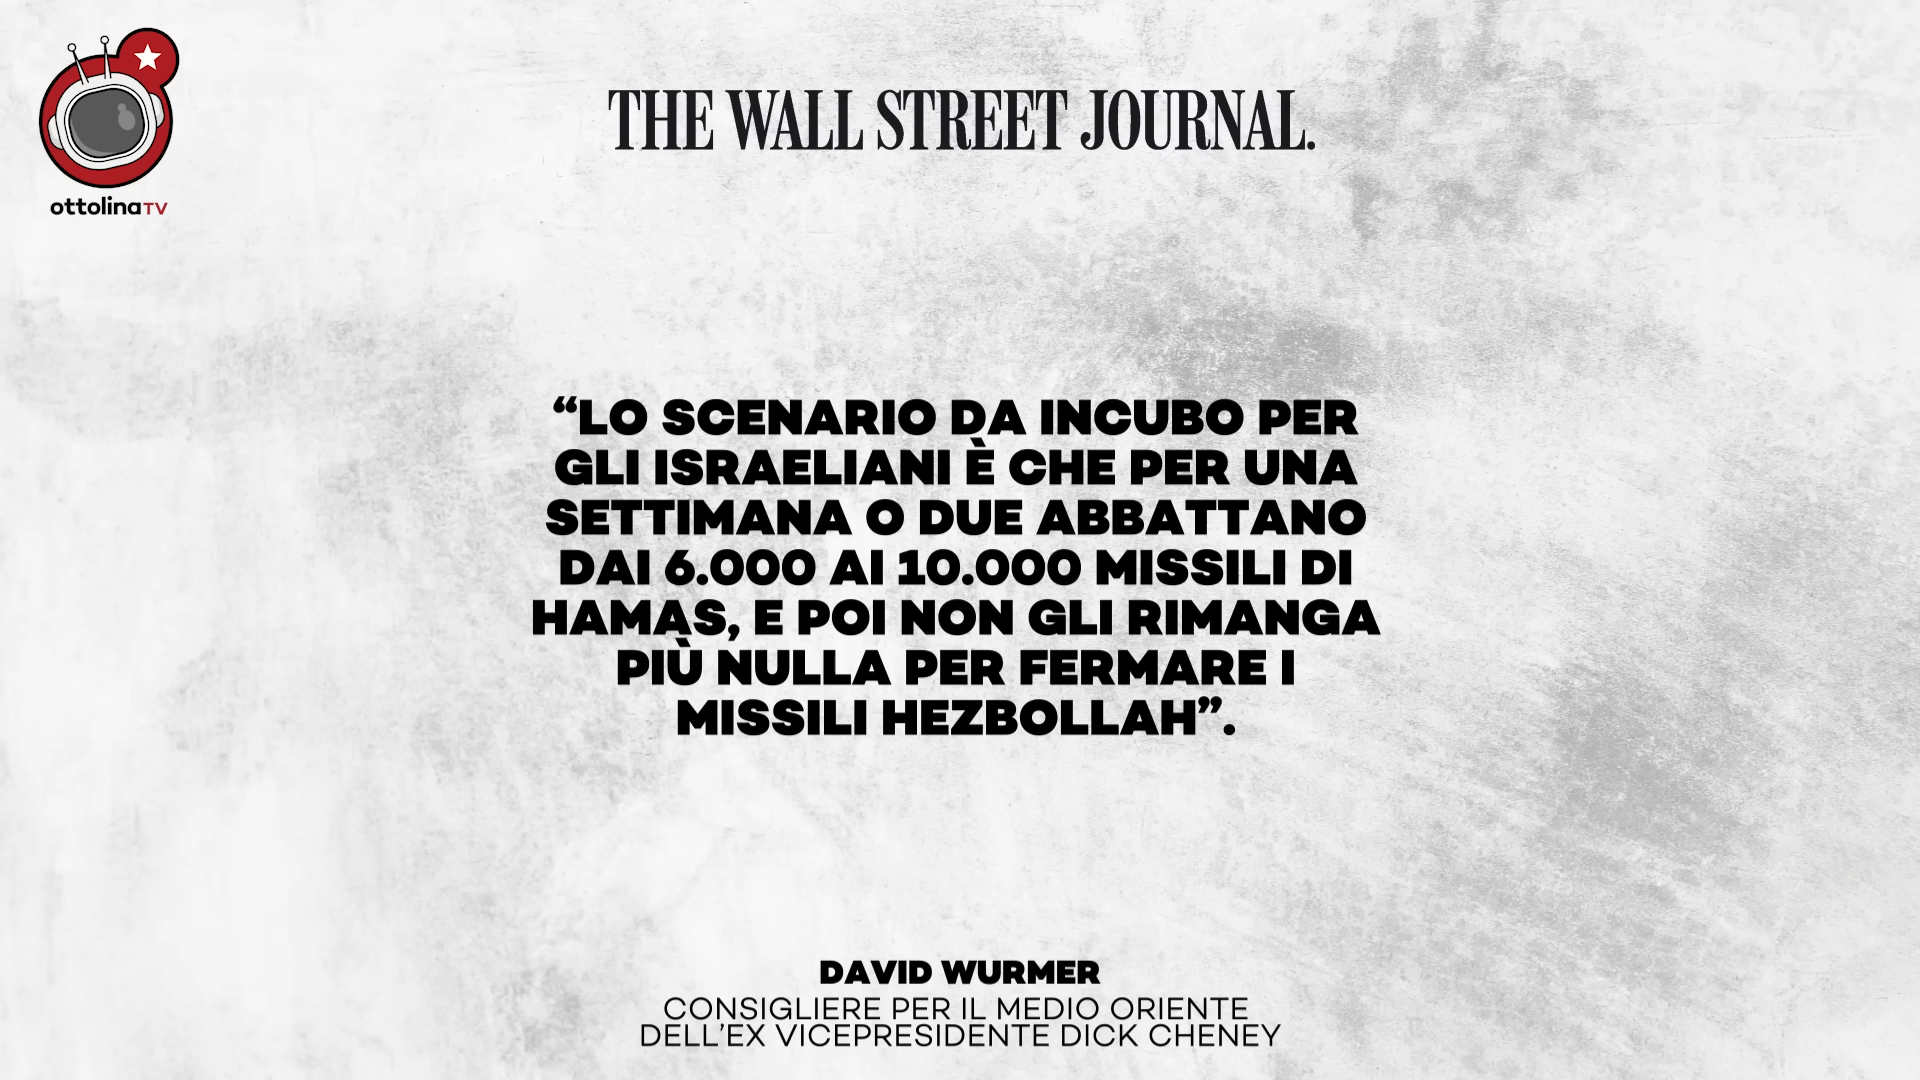 ottolinaTV
THE WALL STREET JOURNAL.
“LO SCENARIO DA INCUBO PER
GLI ISRAELIANI È CHE PER UNA
SETTIMANA O DUE ABBATTANO
DAI 6.000 AI 10.000 MISSILI DI
HAMAS, E POI NON GLI RIMANGA
PIÙ NULLA PER FERMARE I
MISSILI HEZBOLLAH”.
DAVID WURMER
CONSIGLIERE PER IL MEDIO ORIENTE
DELL’EX VICEPRESIDENTE DICK CHENEY